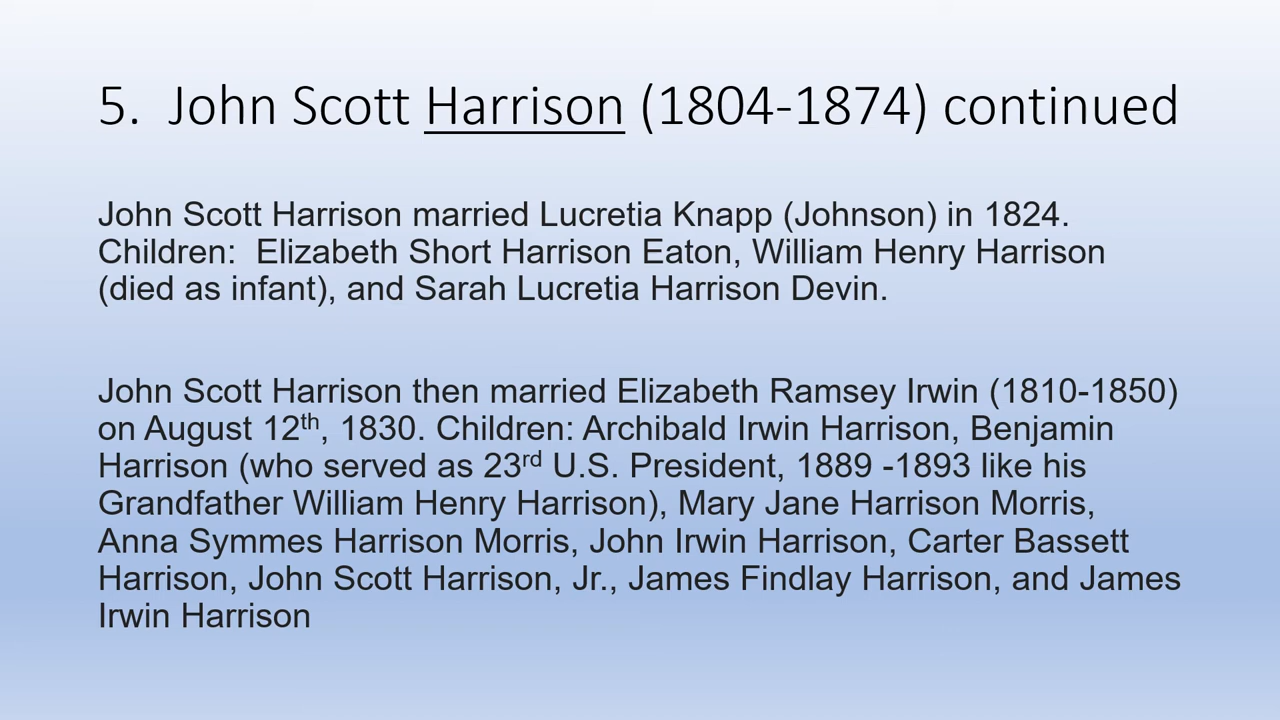 5.  John Scott Harrison (1804-1874) continued
John Scott Harrison married Lucretia Knapp (Johnson) in 1824.
Children:  Elizabeth Short Harrison Eaton, William Henry Harrison
(died as infant), and Sarah Lucretia Harrison Devin.
John Scott Harrison then married Elizabeth Ramsey Irwin (1810-1850)
on August 12th, 1830. Children: Archibald Irwin Harrison, Benjamin
Harrison (who served as 23rd U.S. President, 1889 -1893 like his
Grandfather William Henry Harrison), Mary Jane Harrison Morris,
Anna Symmes Harrison Morris, John Irwin Harrison, Carter Bassett
Harrison, John Scott Harrison, Jr., James Findlay Harrison, and James
Irwin Harrison